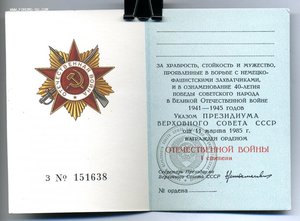 ОТЕЧЕСТВЕННАЯ ВОЙНА
З № 151638
ЗА ХРАБРОСТЬ, СТОЙКОСТЬ И МУЖЕСТВО,
ПРОЯВЛЕННЫЕ В БОРЬБЕ С НЕМЕЦКО-
ФАШИСТСКИМИ ЗАХВАТЧИКАМИ,
И В ОЗНАМЕНОВАНИЕ 40-ЛЕТИЯ
ПОБЕДЫ СОВЕТСКОГО НАРОДА
В ВЕЛИКОЙ ОТЕЧЕСТВЕННОЙ ВОЙНЕ
1941—1945 ГОДОВ
УКАЗОМ ПРЕЗИДИУМА
ВЕРХОВНОГО СОВЕТА СССР
ОТ 11 МАРТА 1985 Г.
НАГРАЖДЕН ОРДЕНОМ
ОТЕЧЕСТВЕННОЙ ВОЙНЫ
I СТЕПЕНИ
Секретарь Президиума
Верховного Совета СССР
№ ордена